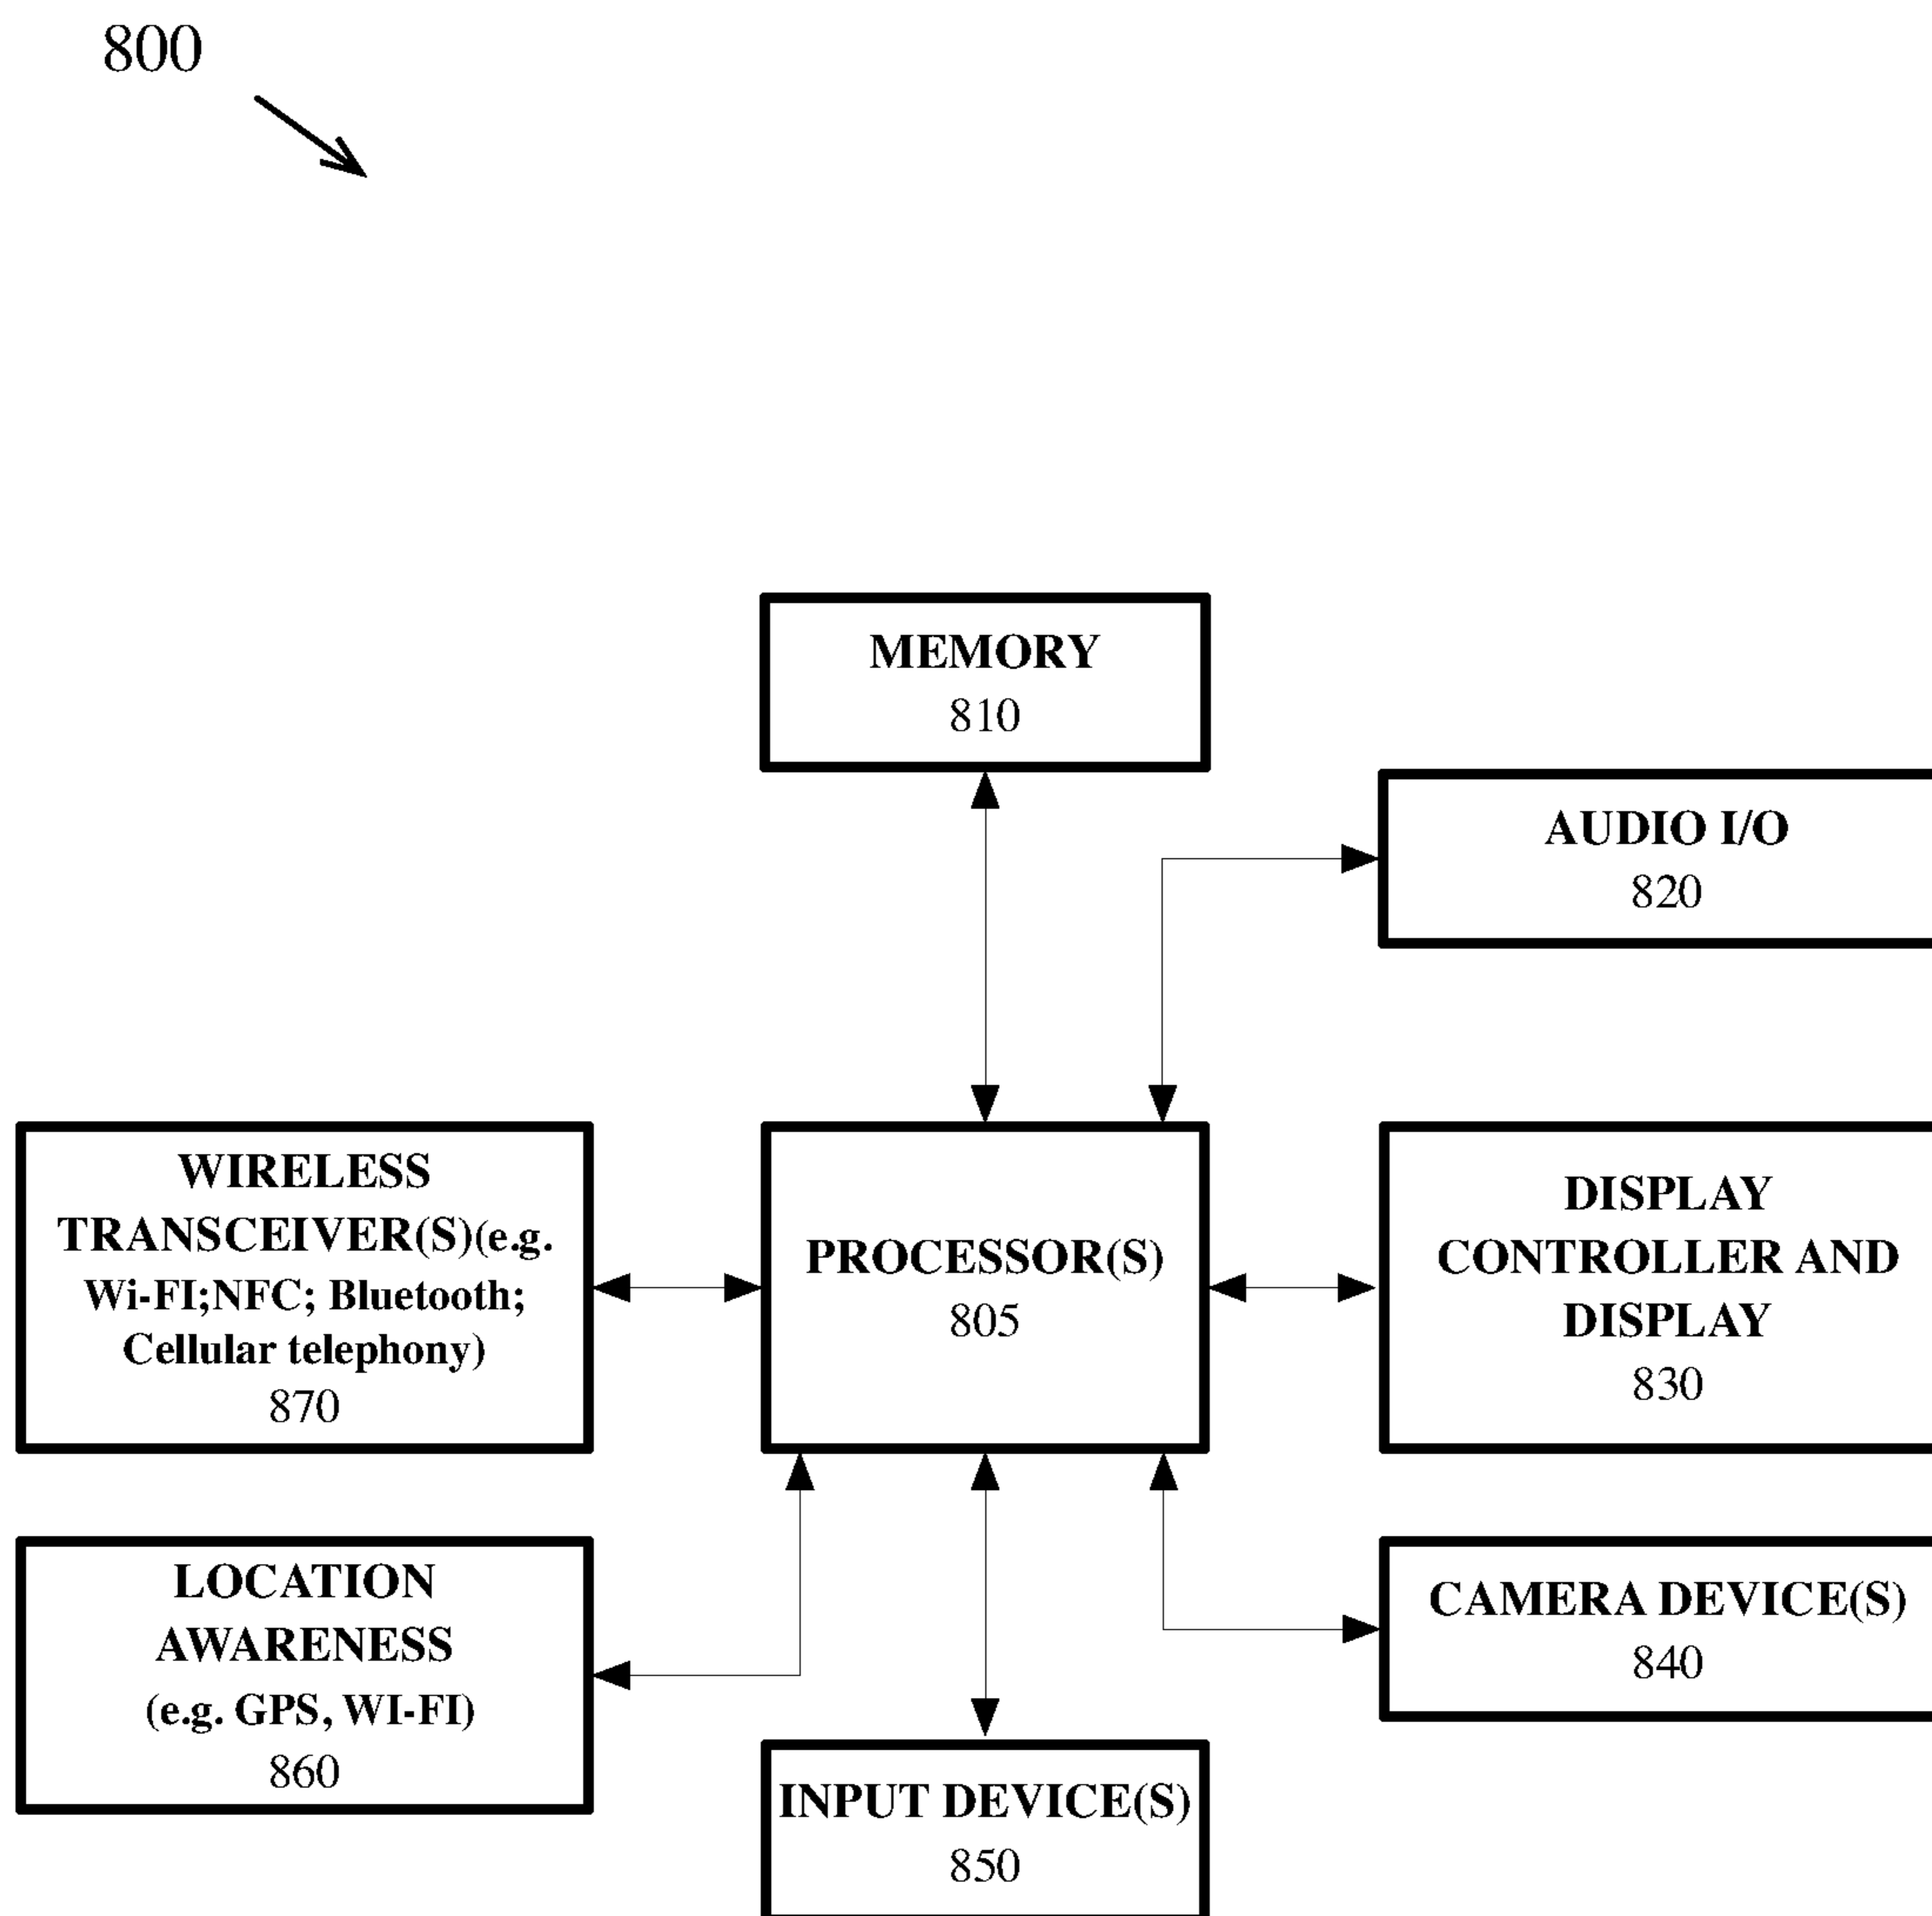 800
MEMORY
810
AUDIO I/O
820
WIRELESS
TRANSCEIVER(S)(e.g.
Wi-FI;NFC; Bluetooth;
Cellular telephony)
870
PROCESSOR(S)
805
DISPLAY
CONTROLLER AND
DISPLAY
830
LOCATION
AWARENESS
(e.g. GPS, WI-FI)
860
CAMERA DEVICE(S)
840
INPUT DEVICE(S)
850